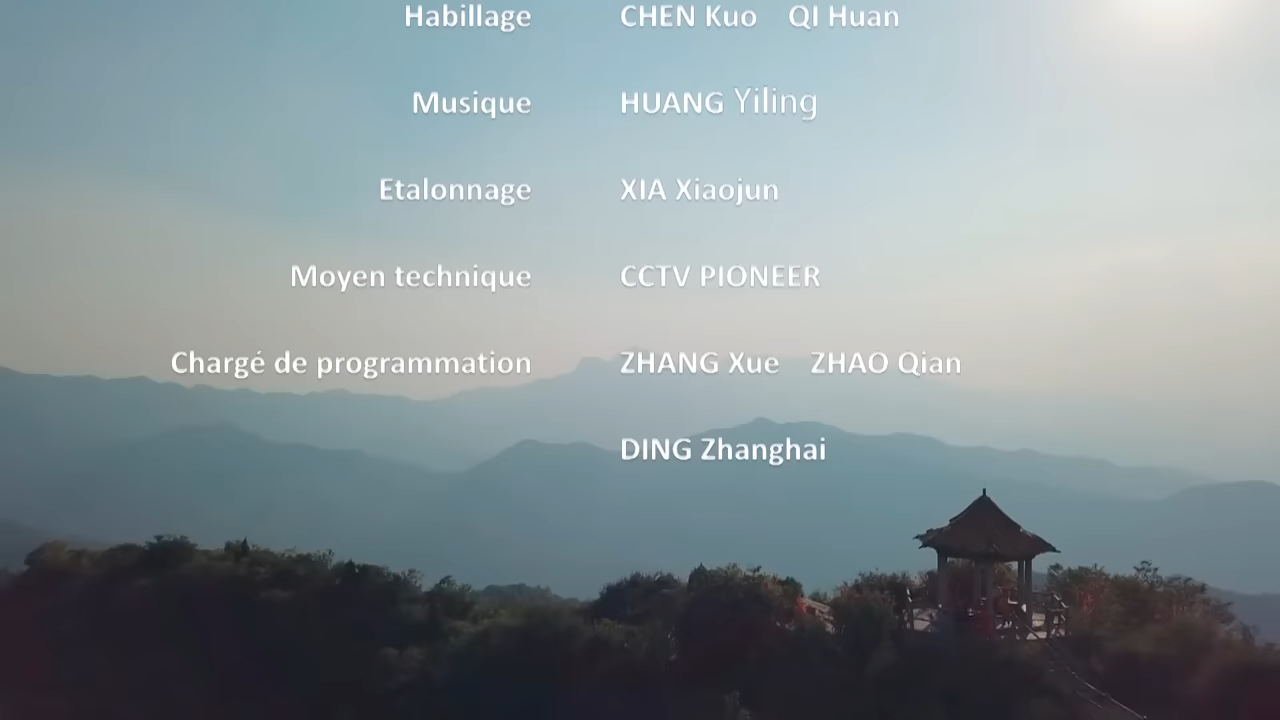 Habillage CHEN Kuo QI Huan
Musique HUANG Yiling
Etalonnage XIA Xiaojun
Moyen technique CCTV PIONEER
Chargé de programmation ZHANG Xue ZHAO Qian
DING Zhanghai